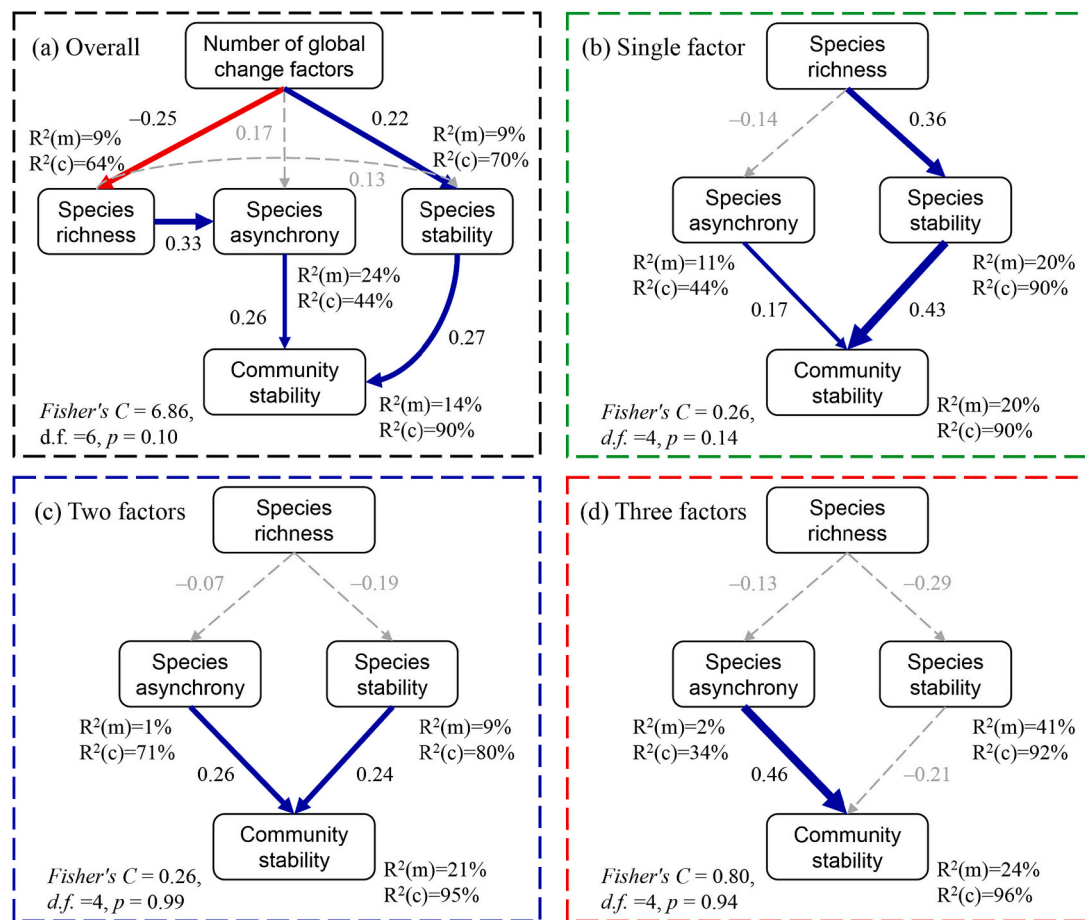 (a) Overall
Number of global
change factors
–0.25
0.17
0.22
R²(m)=9%
R²(c)=64%
R²(m)=9%
R²(c)=70%
0.13
Species
richness
Species
asynchrony
Species
stability
0.33
R²(m)=24%
R²(c)=44%
0.26
0.27
Community
stability
R²(m)=14%
R²(c)=90%
Fisher's C = 6.86,
d.f. =6, p = 0.10
(b) Single factor
Species
richness
–0.14
0.36
Species
asynchrony
Species
stability
R²(m)=11%
R²(c)=44%
R²(m)=20%
R²(c)=90%
0.17
0.43
Community
stability
R²(m)=20%
R²(c)=90%
Fisher's C = 0.26,
d.f. =4, p = 0.14
(c) Two factors
Species
richness
–0.07
–0.19
Species
asynchrony
Species
stability
R²(m)=1%
R²(c)=71%
R²(m)=9%
R²(c)=80%
0.26
0.24
Community
stability
R²(m)=21%
R²(c)=95%
Fisher's C = 0.26,
d.f. =4, p = 0.99
(d) Three factors
Species
richness
–0.13
–0.29
Species
asynchrony
Species
stability
R²(m)=2%
R²(c)=34%
R²(m)=41%
R²(c)=92%
0.46
–0.21
Community
stability
R²(m)=24%
R²(c)=96%
Fisher's C = 0.80,
d.f. =4, p = 0.94